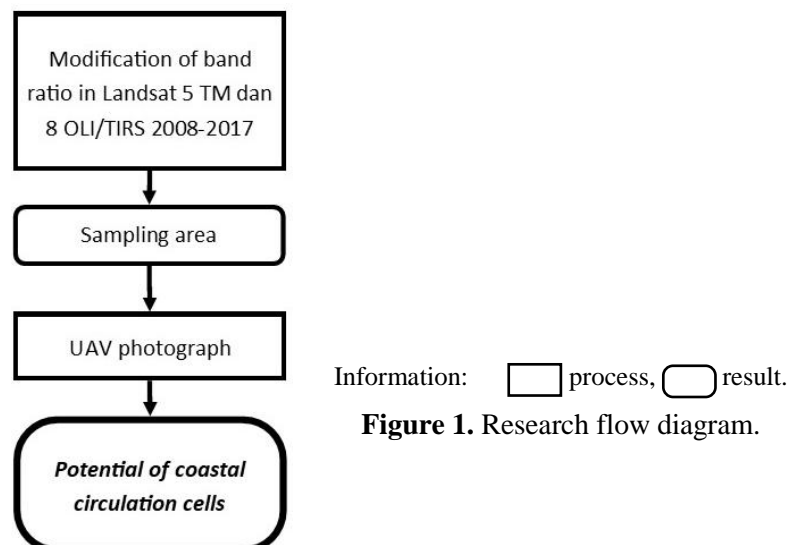 Modification of band
ratio in Landsat 5 TM dan
8 OLI/TIRS 2008-2017
Sampling area
UAV photograph
Potential of coastal
circulation cells
Information: process, result.
Figure 1. Research flow diagram.